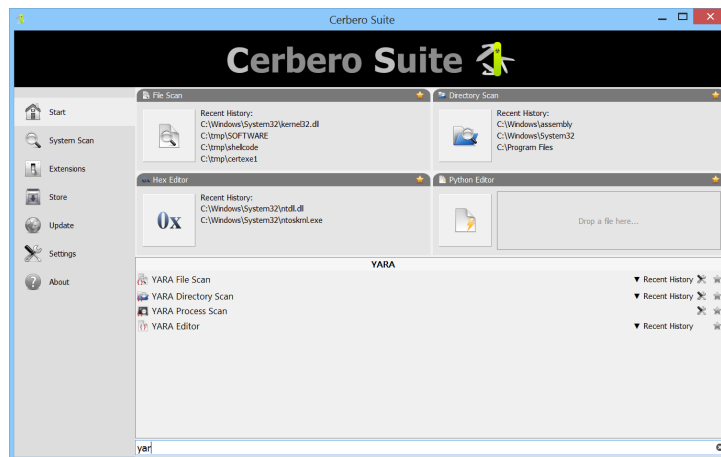 Cerbero Suite
Cerbero Suite
Start
System Scan
Extensions
Store
Update
Settings
About
File Scan
Recent History:
C:\Windows\System32\kernel32.dll
C:\tmp\SOFTWARE
C:\tmp\shellcode
C:\tmp\certexe1
Directory Scan
Recent History:
C:\Windows\assembly
C:\Windows\System32
C:\Program Files
Hex Editor
0x
Recent History:
C:\Windows\System32\ntdll.dll
C:\Windows\System32\ntoskrnl.exe
Python Editor
Drop a file here...
YARA
YARA File Scan ▼ Recent History
YARA Directory Scan ▼ Recent History
YARA Process Scan
YARA Editor ▼ Recent History
yar